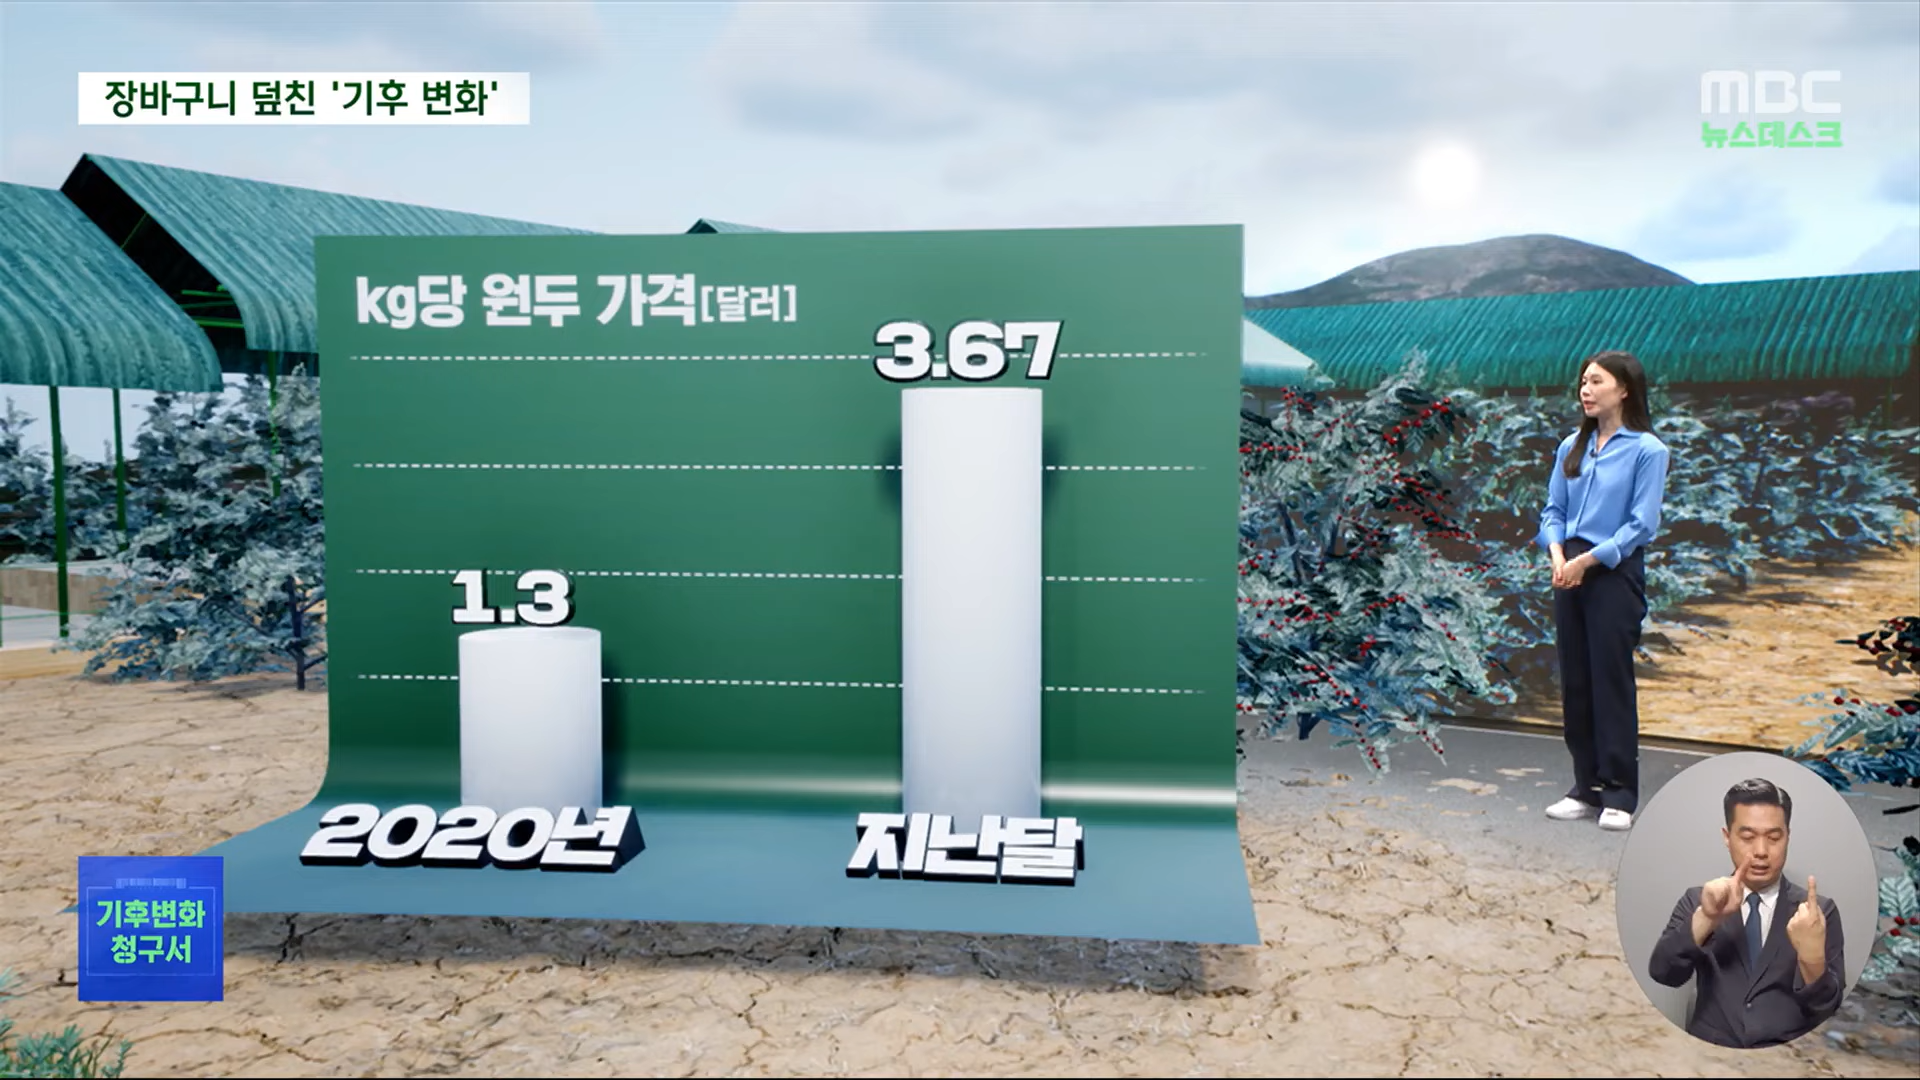 장바구니 덮친 '기후 변화'
MBC
뉴스데스크
kg당 원두 가격[달러]
3.67
1.3
2020년
지난달
기후변화
청구서